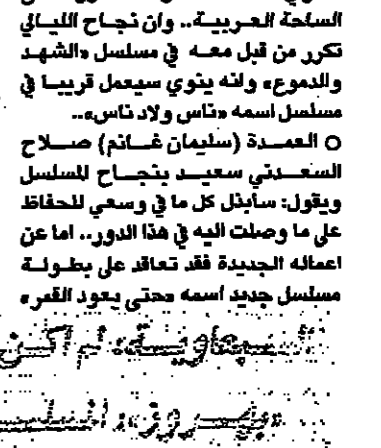 الساحة العربية.. وان نجاح الليالي
تكرر من قبل معه في مسلسل «الشهد
والدموع» وانه ينوي سيعمل قريبا في
مسلسل اسمه «ناس ولاد ناس»..
O العمدة (سليمان غانم) صلاح
السعدني سعيد بنجاح المسلسل
ويقول: سأبذل كل ما في وسعي للحفاظ
على ما وصلت اليه في هذا الدور.. اما عن
اعماله الجديدة فقد تعاقد على بطولة
مسلسل جديد اسمه «حتى يعود القمر»